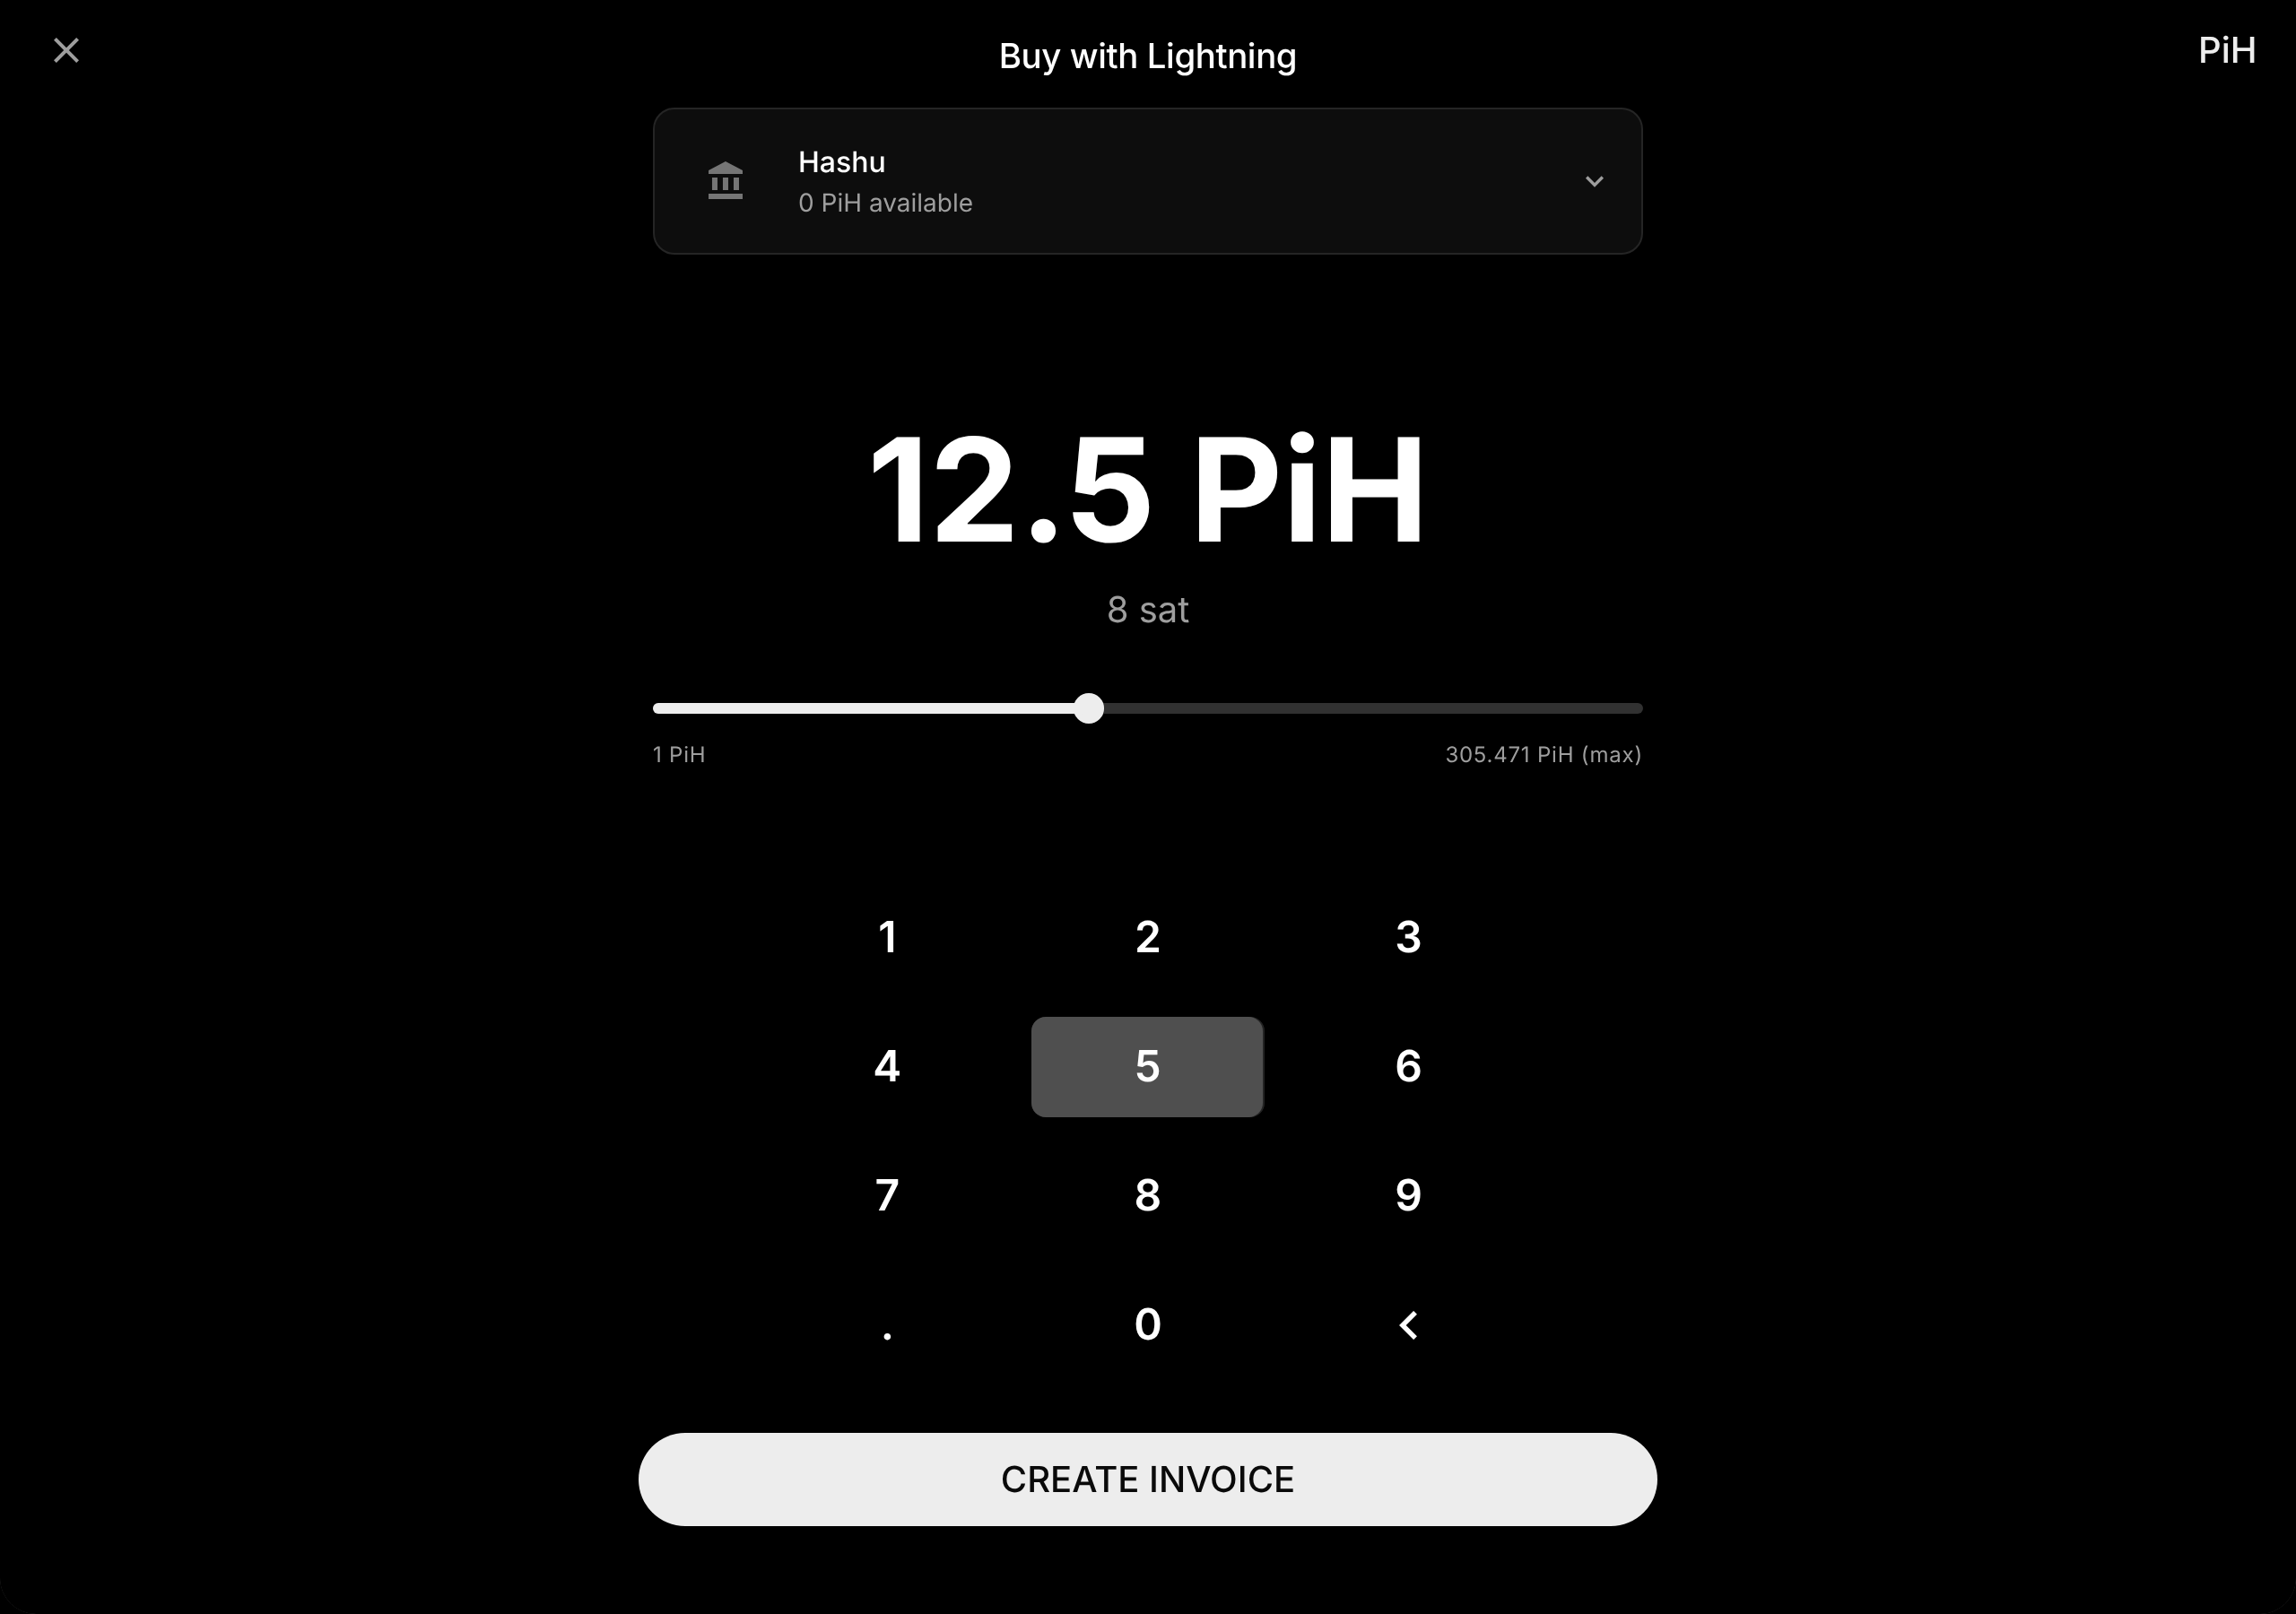 Buy with Lightning
PiH
Hashu
0 PiH available
12.5 PiH
8 sat
1 PiH
305.471 PiH (max)
1 2 3
4 5 6
7 8 9
. 0
CREATE INVOICE